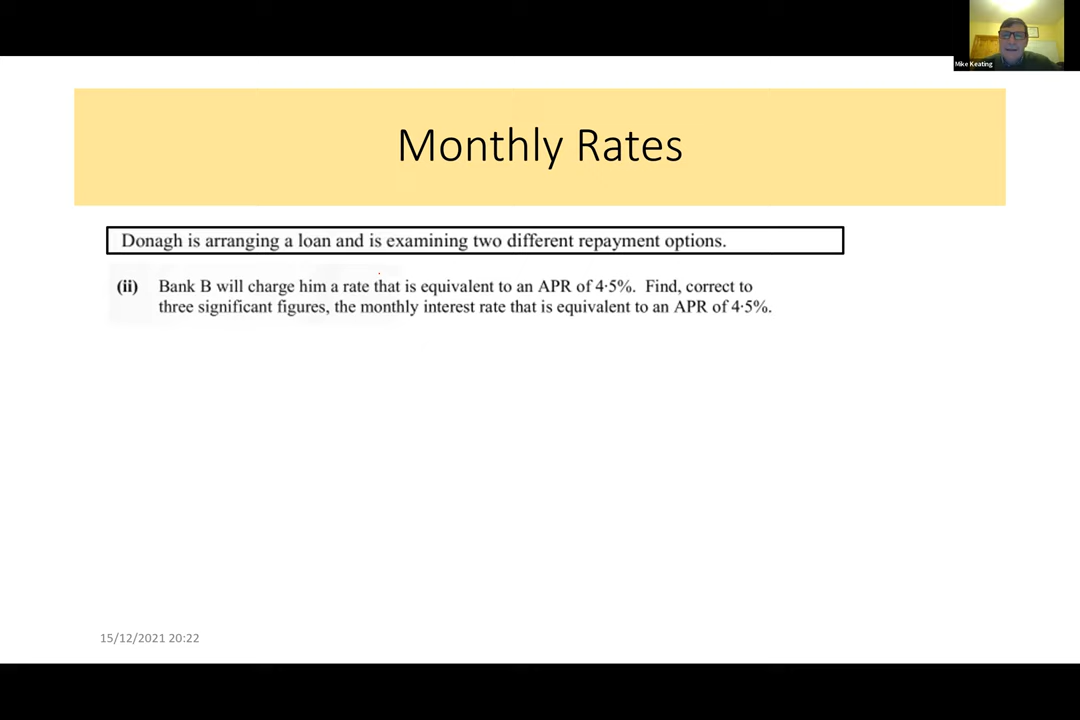 Mike Keating
Monthly Rates
Donagh is arranging a loan and is examining two different repayment options.
(ii) Bank B will charge him a rate that is equivalent to an APR of 4·5%. Find, correct to
three significant figures, the monthly interest rate that is equivalent to an APR of 4·5%.
15/12/2021 20:22